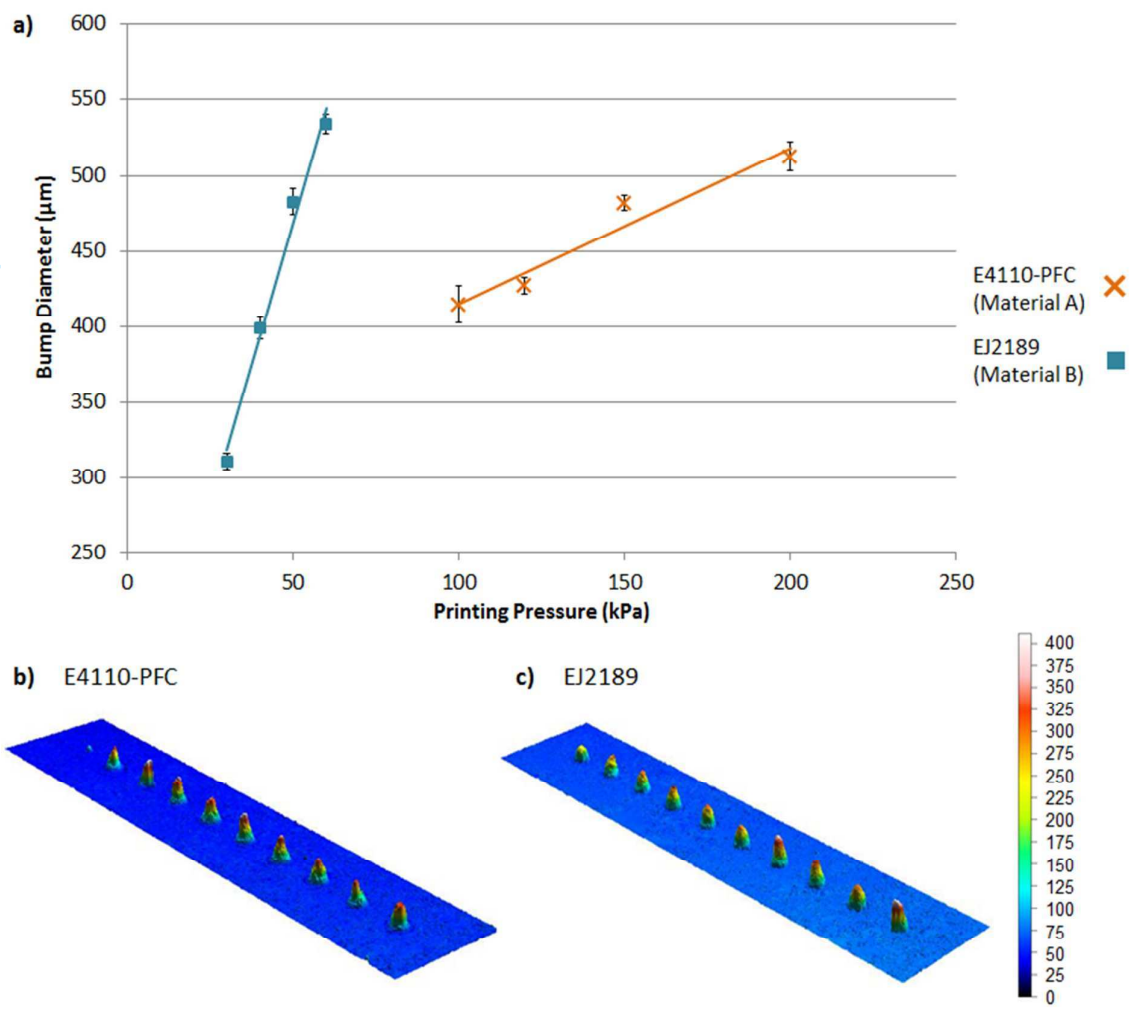 a)
600
550
500
450
400
350
300
250
Bump Diameter (µm)
0 50 100 150 200 250
Printing Pressure (kPa)
E4110-PFC
(Material A)
EJ2189
(Material B)
b) E4110-PFC
c) EJ2189
400
375
350
325
300
275
250
225
200
175
150
125
100
75
50
25
0